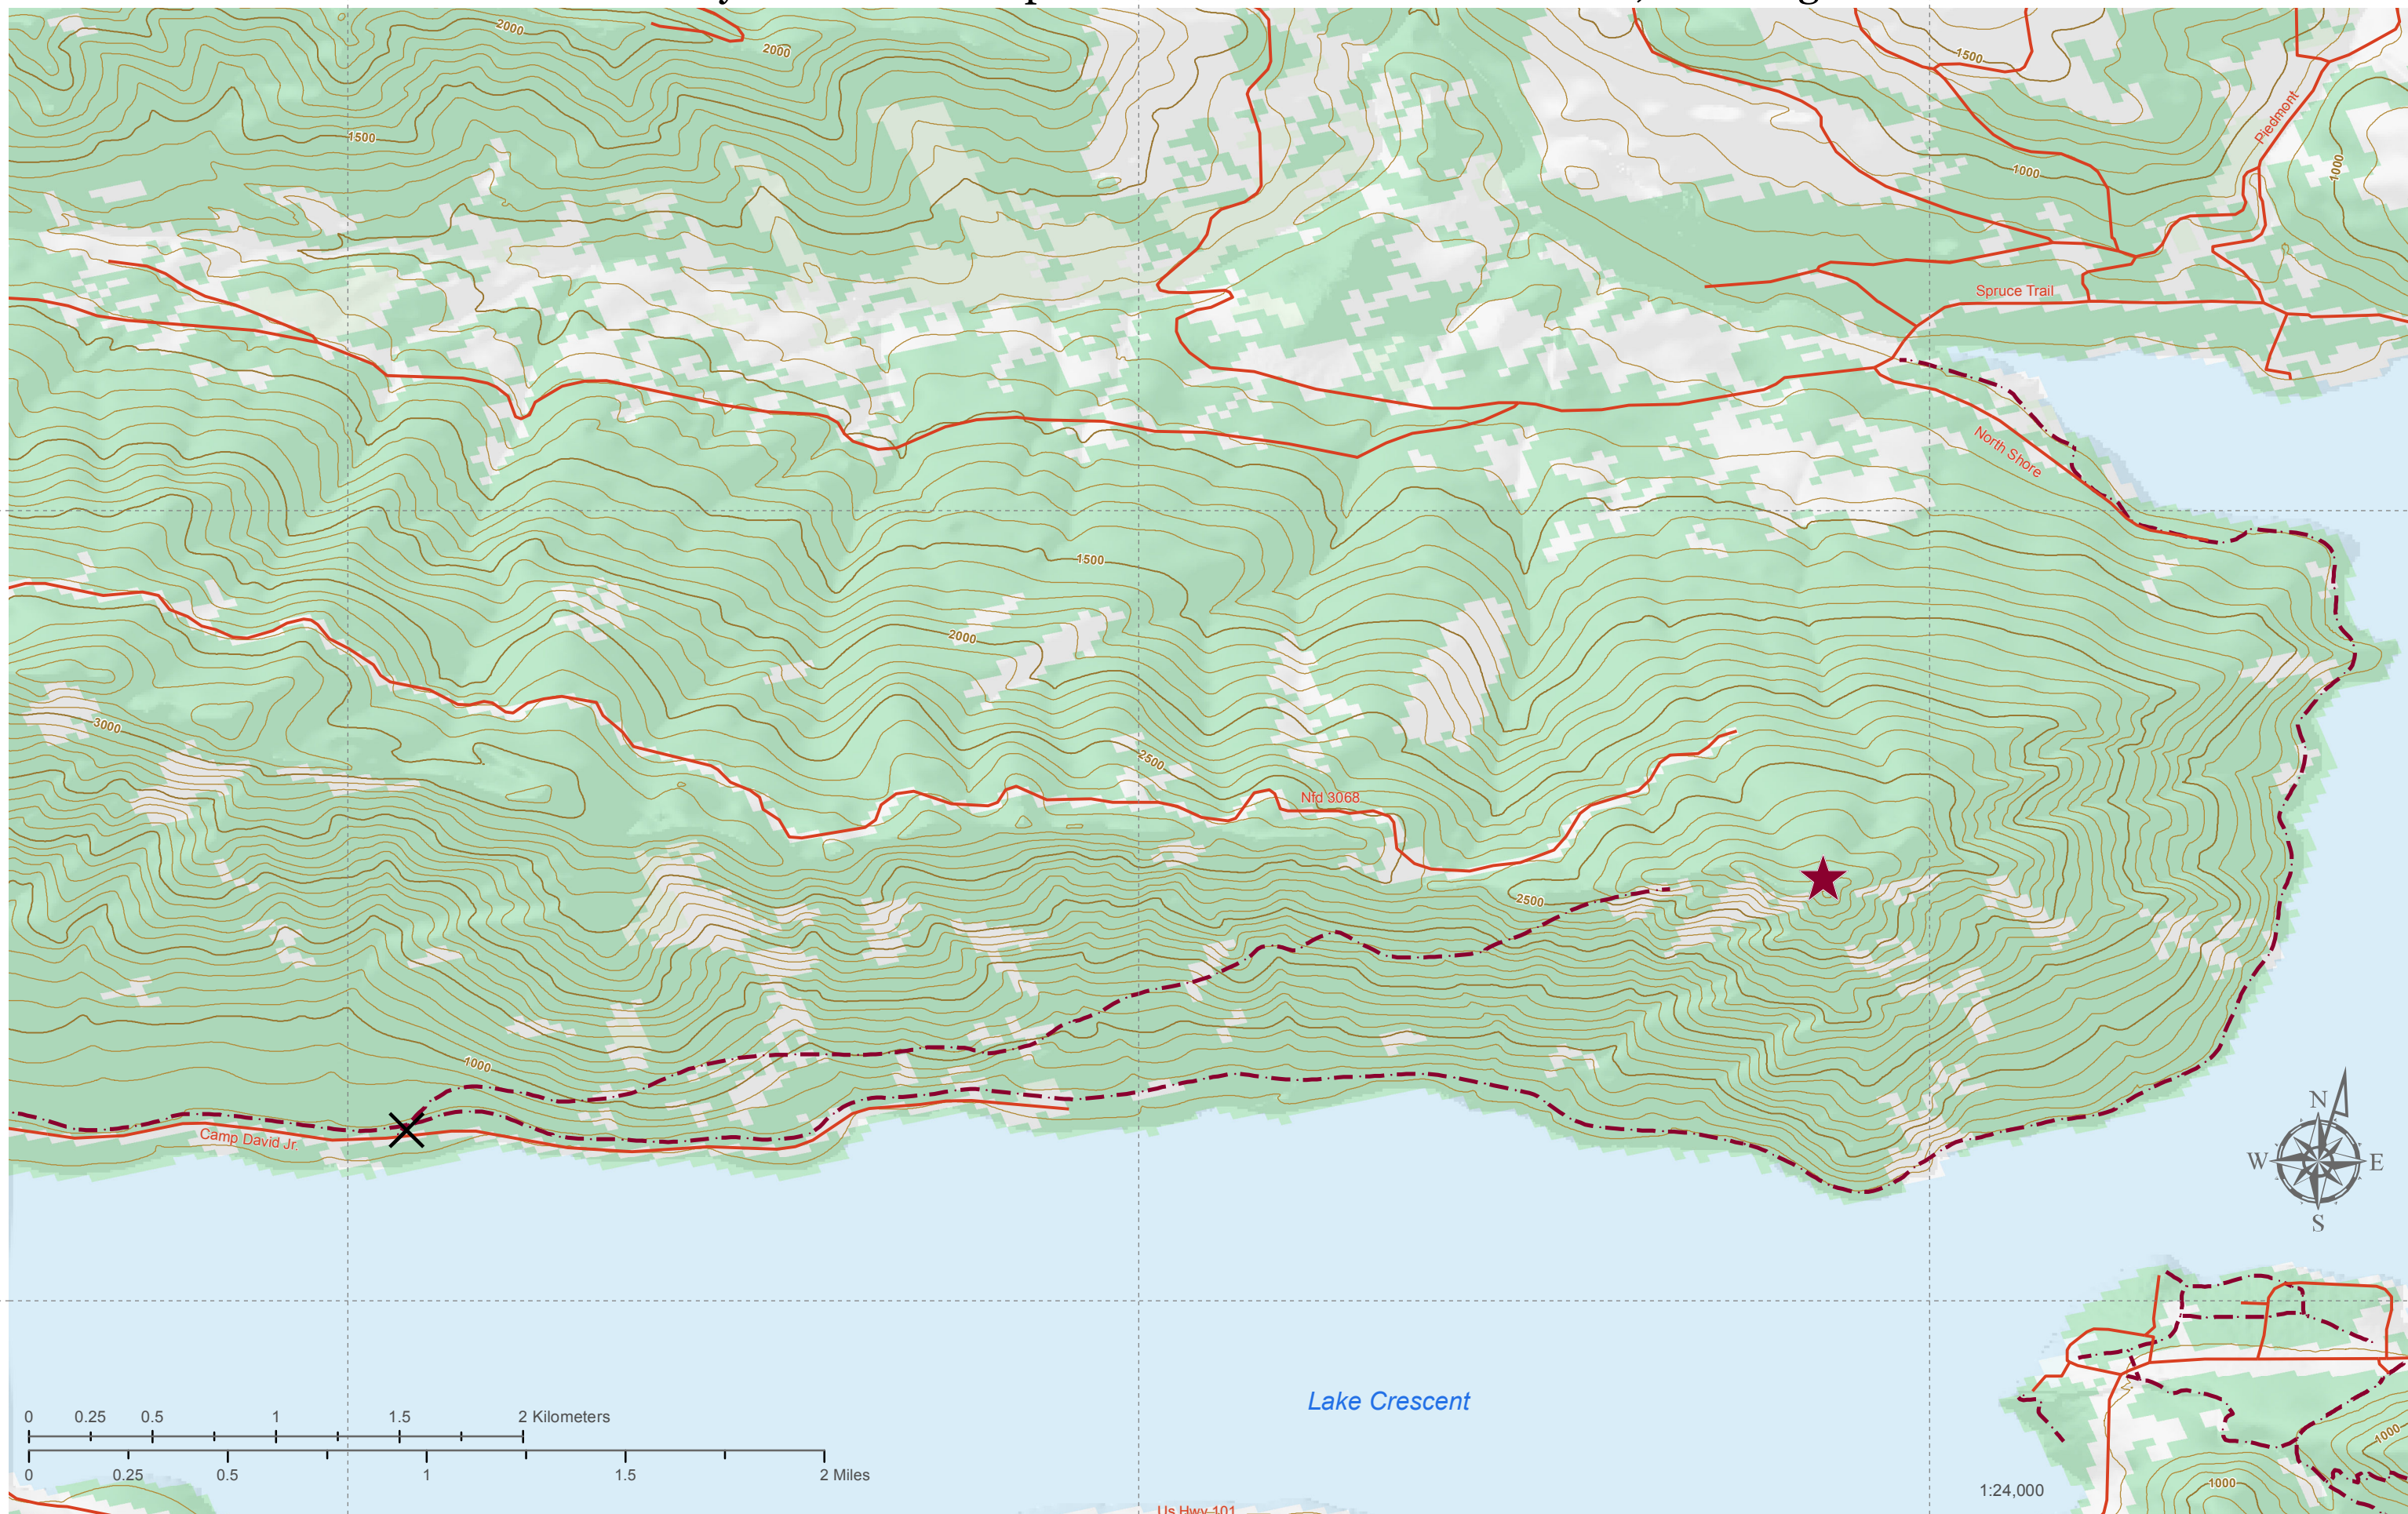 2000
2000
1500
1500
Piedmont
1000
1000
Spruce Trail
North Shore
1500
2000
3000
2500
Nfd 3068
2500
1000
Camp David Jr.
N
W
E
S
Lake Crescent
0 0.25 0.5 1 1.5 2 Kilometers
0 0.25 0.5 1 1.5 2 Miles
1000
1000
1:24,000
Us Hwy 101